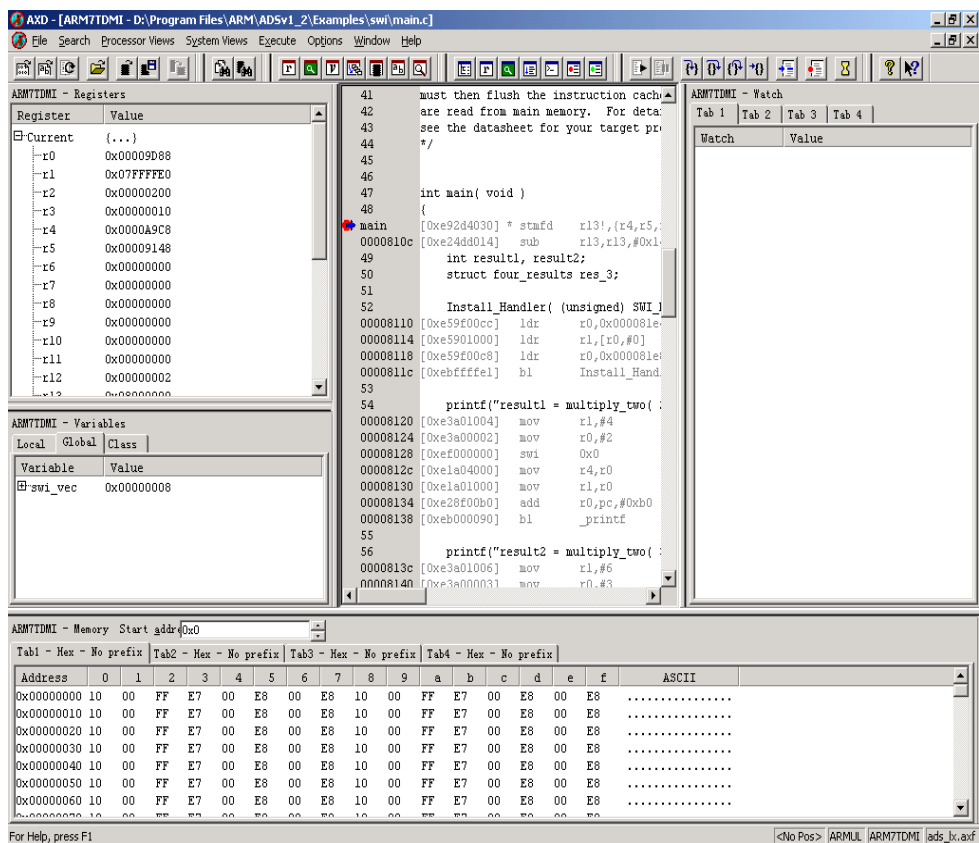 AXD - [ARM7TDMI - D:\Program Files\ARM\ADSv1_2\Examples\swi\main.c]
File Search Processor Views System Views Execute Options Window Help
ARM7TDMI - Registers
Register Value
Current {...}
r0 0x00009D88
r1 0x07FFFFE0
r2 0x00000200
r3 0x00000010
r4 0x0000A9C8
r5 0x00009148
r6 0x00000000
r7 0x00000000
r8 0x00000000
r9 0x00000000
r10 0x00000000
r11 0x00000000
r12 0x00000002
r13 0x08000000
ARM7TDMI - Variables
Local Global Class
Variable Value
swi_vec 0x00000008
41 must then flush the instruction cach
42 are read from main memory. For deta
43 see the datasheet for your target pr
44 */
45
46
47 int main( void )
48 {
main [0xe92d4030] * stmfd r13!,{r4,r5,
0000810c [0xe24dd014] sub r13,r13,#0x1
49 int result1, result2;
50 struct four_results res_3;
51
52 Install_Handler( (unsigned) SWI_
00008110 [0xe59f00cc] ldr r0,0x000081e
00008114 [0xe5901000] ldr r1,[r0,#0]
00008118 [0xe59f00c8] ldr r0,0x000081e
0000811c [0xebffffe1] bl Install_Hand
53
54 printf("result1 = multiply_two(
00008120 [0xe3a01004] mov r1,#4
00008124 [0xe3a00002] mov r0,#2
00008128 [0xef000000] swi 0x0
0000812c [0xe1a04000] mov r4,r0
00008130 [0xe1a01000] mov r1,r0
00008134 [0xe28f00b0] add r0,pc,#0xb0
00008138 [0xeb000090] bl _printf
55
56 printf("result2 = multiply_two(
0000813c [0xe3a01006] mov r1,#6
00008140 [0xe3a00003] mov r0,#3
ARM7TDMI - Watch
Tab 1 Tab 2 Tab 3 Tab 4
Watch Value
ARM7TDMI - Memory Start addre 0x0
Tab1 - Hex - No prefix Tab2 - Hex - No prefix Tab3 - Hex - No prefix Tab4 - Hex - No prefix
Address 0 1 2 3 4 5 6 7 8 9 a b c d e f ASCII
0x00000000 10 00 FF E7 00 E8 00 E8 10 00 FF E7 00 E8 00 E8 ................
0x00000010 10 00 FF E7 00 E8 00 E8 10 00 FF E7 00 E8 00 E8 ................
0x00000020 10 00 FF E7 00 E8 00 E8 10 00 FF E7 00 E8 00 E8 ................
0x00000030 10 00 FF E7 00 E8 00 E8 10 00 FF E7 00 E8 00 E8 ................
0x00000040 10 00 FF E7 00 E8 00 E8 10 00 FF E7 00 E8 00 E8 ................
0x00000050 10 00 FF E7 00 E8 00 E8 10 00 FF E7 00 E8 00 E8 ................
0x00000060 10 00 FF E7 00 E8 00 E8 10 00 FF E7 00 E8 00 E8 ................
For Help, press F1
<No Pos> ARMUL ARM7TDMI ads_lx.axf